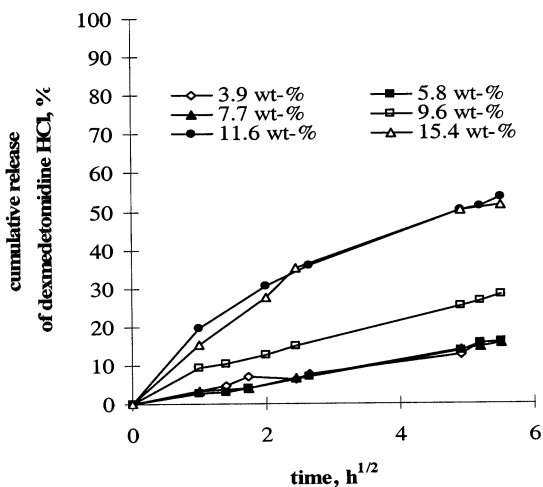 cumulative release
of dexmedetomidine HCl, %
100
90
80
70
60
50
40
30
20
10
0
3.9 wt-%
5.8 wt-%
7.7 wt-%
9.6 wt-%
11.6 wt-%
15.4 wt-%
0
2
4
6
time, h1/2